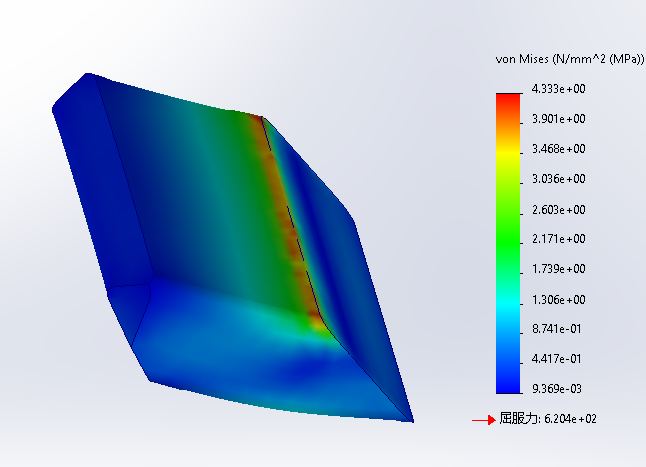 von Mises (N/mm^2 (MPa))
4.333e+00
3.901e+00
3.468e+00
3.036e+00
2.603e+00
2.171e+00
1.739e+00
1.306e+00
8.741e-01
4.417e-01
9.369e-03
屈服力: 6.204e+02